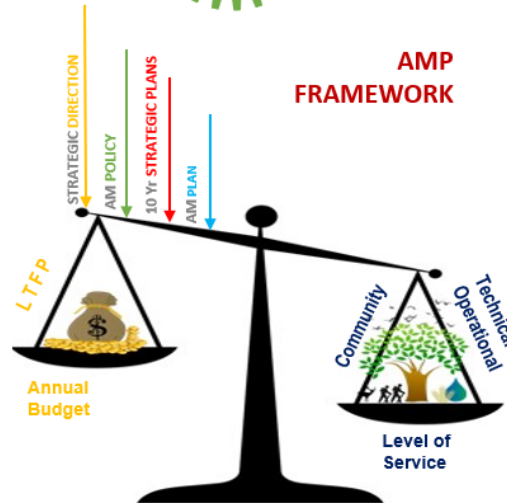 AMP
FRAMEWORK
STRATEGIC DIRECTION
AM POLICY
10 Yr STRATEGIC PLANS
AM PLAN
LTFP
$
Annual
Budget
Community
Technical
Operational
Level of
Service